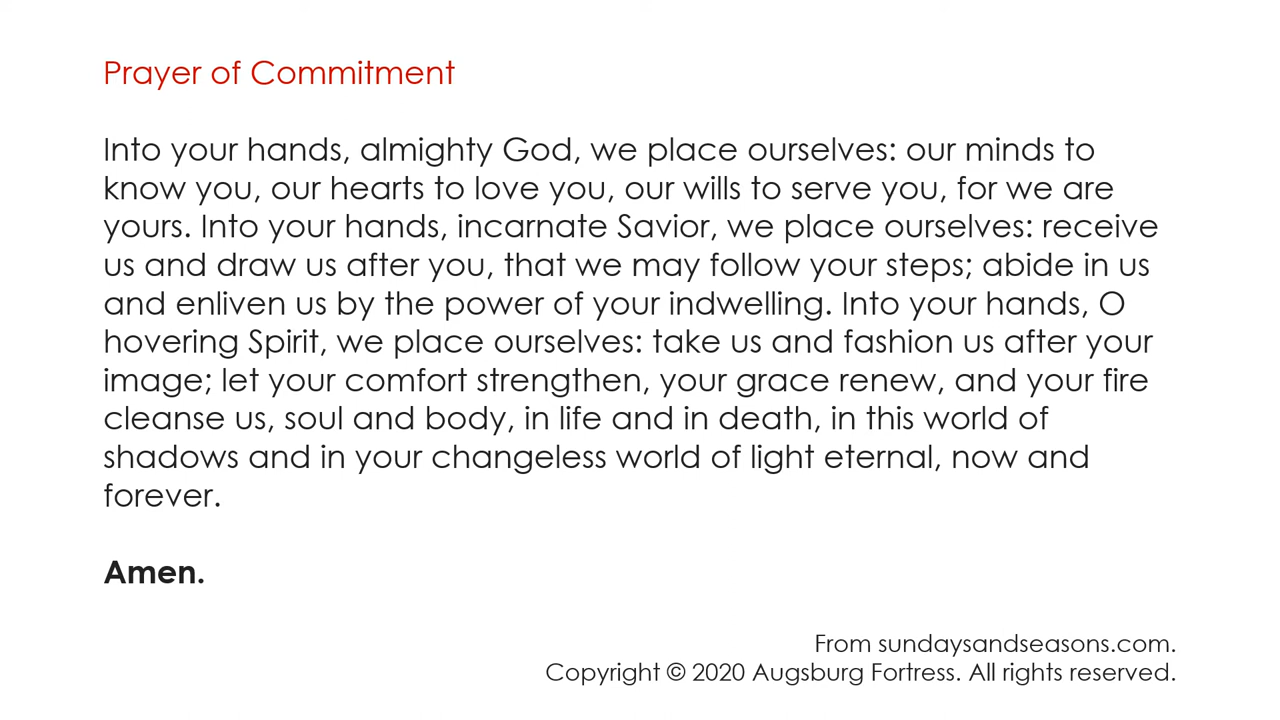 Prayer of Commitment
Into your hands, almighty God, we place ourselves: our minds to
know you, our hearts to love you, our wills to serve you, for we are
yours. Into your hands, incarnate Savior, we place ourselves: receive
us and draw us after you, that we may follow your steps; abide in us
and enliven us by the power of your indwelling. Into your hands, O
hovering Spirit, we place ourselves: take us and fashion us after your
image; let your comfort strengthen, your grace renew, and your fire
cleanse us, soul and body, in life and in death, in this world of
shadows and in your changeless world of light eternal, now and
forever.
Amen.
From sundaysandseasons.com.
Copyright © 2020 Augsburg Fortress. All rights reserved.